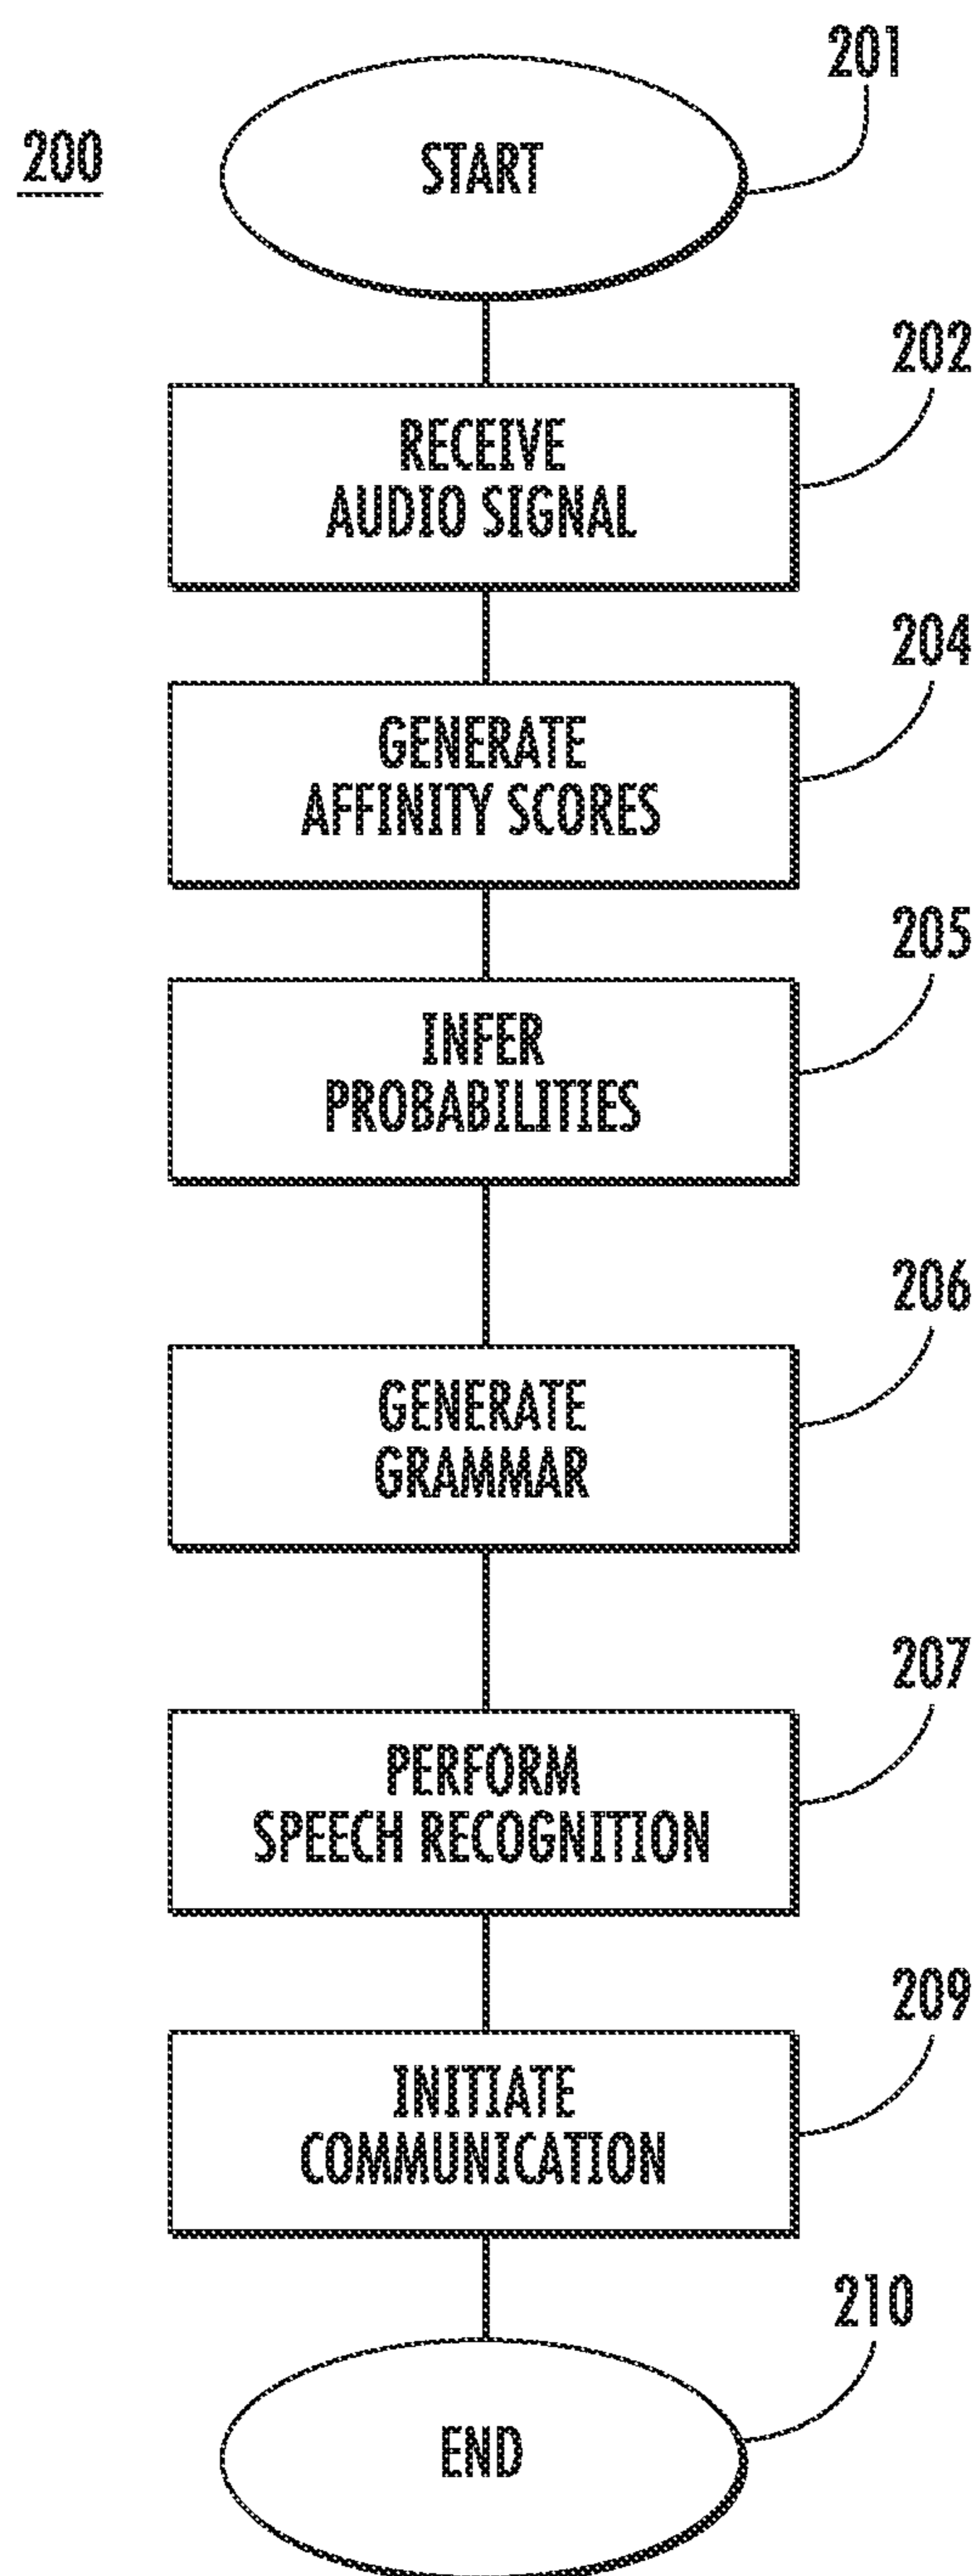 201
200
START
202
RECEIVE
AUDIO SIGNAL
204
GENERATE
AFFINITY SCORES
205
INFER
PROBABILITIES
206
GENERATE
GRAMMAR
207
PERFORM
SPEECH RECOGNITION
209
INITIATE
COMMUNICATION
210
END